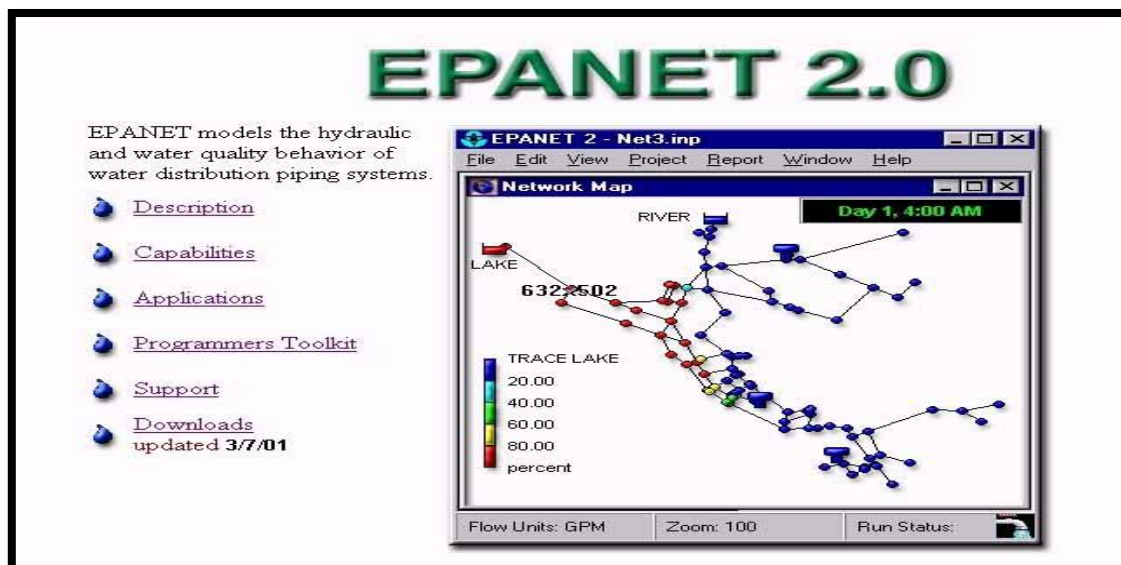 EPANET 2.0
EPANET models the hydraulic
and water quality behavior of
water distribution piping systems.
Description
Capabilities
Applications
Programmers Toolkit
Support
Downloads
updated 3/7/01
EPANET 2 - Net3.inp
File Edit View Project Report Window Help
Network Map
Day 1, 4:00 AM
RIVER
LAKE
TRACE LAKE
20.00
40.00
60.00
80.00
percent
Flow Units: GPM Zoom: 100 Run Status: